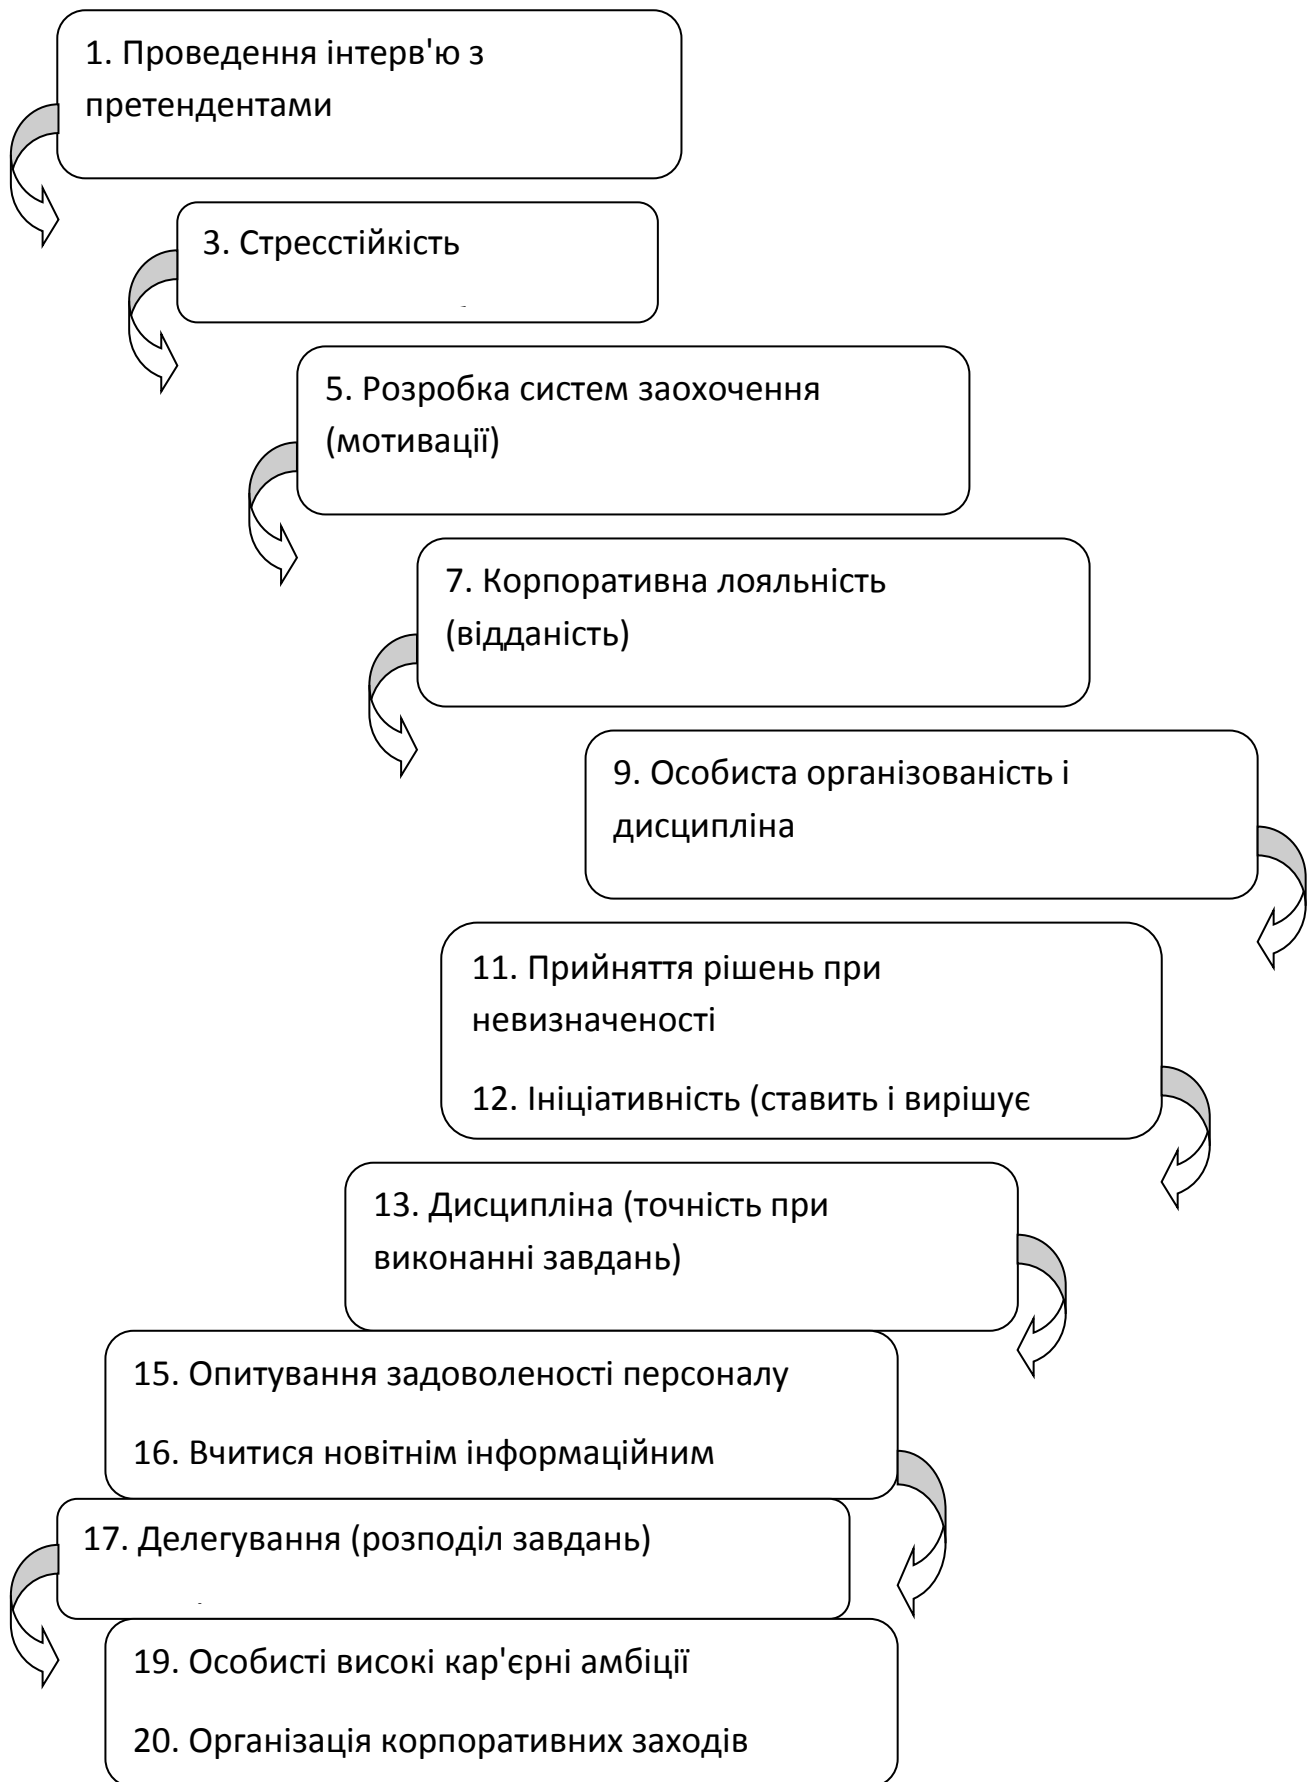 1. Проведення інтерв'ю з
претендентами
3. Стресстійкість
5. Розробка систем заохочення
(мотивації)
7. Корпоративна лояльність
(відданість)
9. Особиста організованість і
дисципліна
11. Прийняття рішень при
невизначеності
12. Ініціативність (ставить і вирішує
13. Дисципліна (точність при
виконанні завдань)
15. Опитування задоволеності персоналу
16. Вчитися новітнім інформаційним
17. Делегування (розподіл завдань)
19. Особисті високі кар'єрні амбіції
20. Організація корпоративних заходів